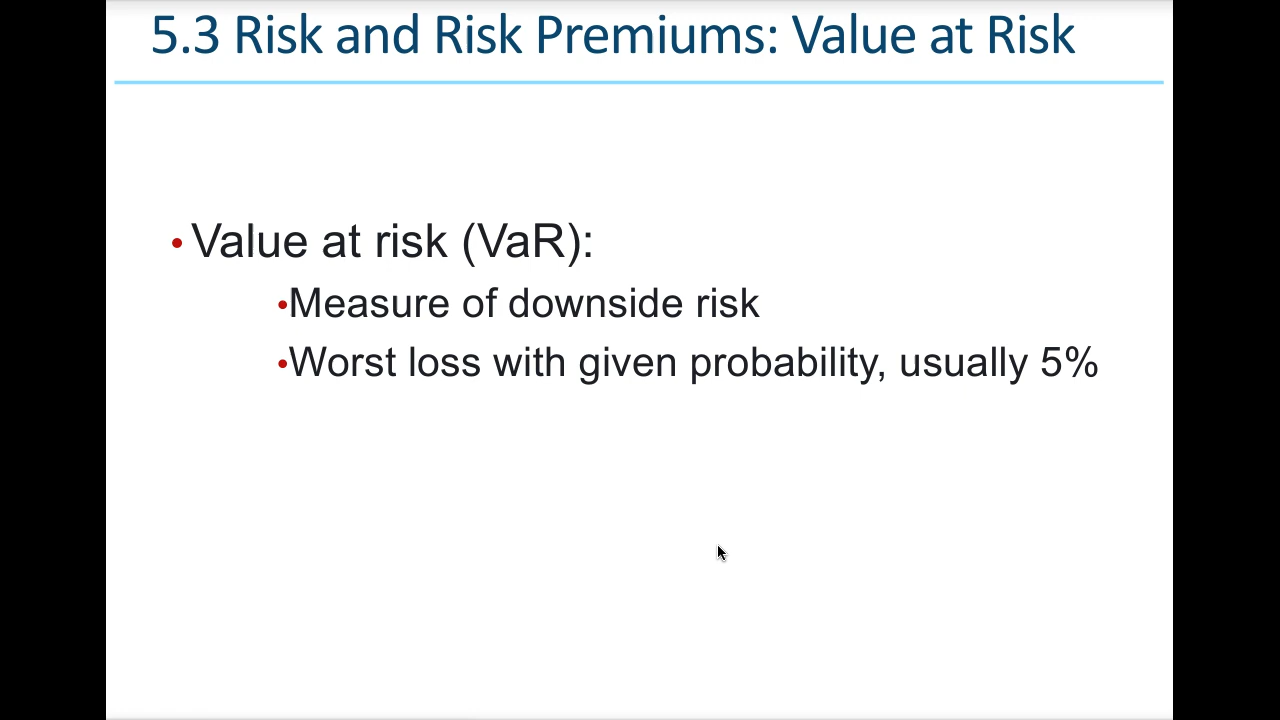 5.3 Risk and Risk Premiums: Value at Risk
• Value at risk (VaR):
•Measure of downside risk
•Worst loss with given probability, usually 5%